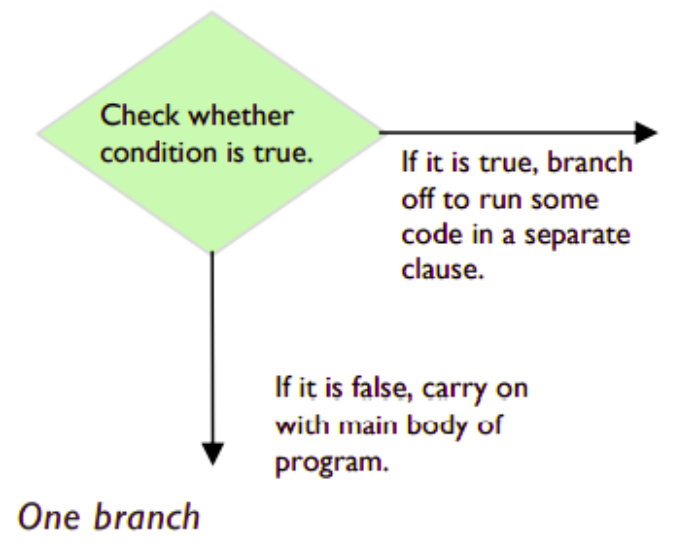 Check whether
condition is true.
If it is true, branch
off to run some
code in a separate
clause.
If it is false, carry on
with main body of
program.
One branch